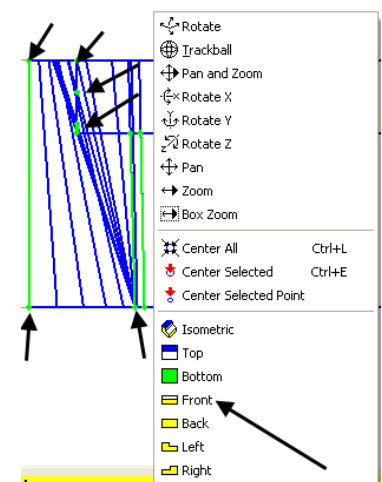 Rotate
Trackball
Pan and Zoom
Rotate X
Rotate Y
Rotate Z
Pan
Zoom
Box Zoom
Center All Ctrl+L
Center Selected Ctrl+E
Center Selected Point
Isometric
Top
Bottom
Front
Back
Left
Right